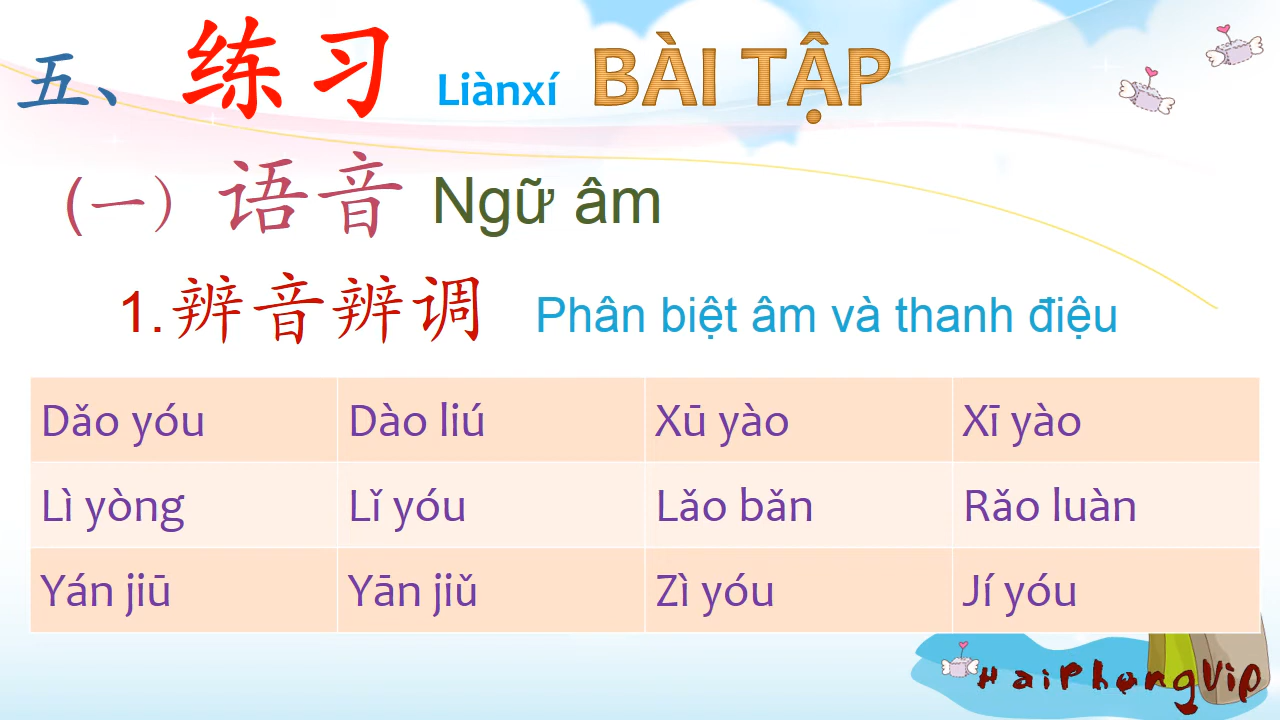 五、练习 Liànxí BÀI TẬP
(一) 语音 Ngữ âm
1.辨音辨调 Phân biệt âm và thanh điệu
Dǎo yóu Dào liú Xū yào Xī yào
Lì yòng Lǐ yóu Lǎo bǎn Rǎo luàn
Yán jiū Yān jiǔ Zì yóu Jí yóu
HaiPhongVip